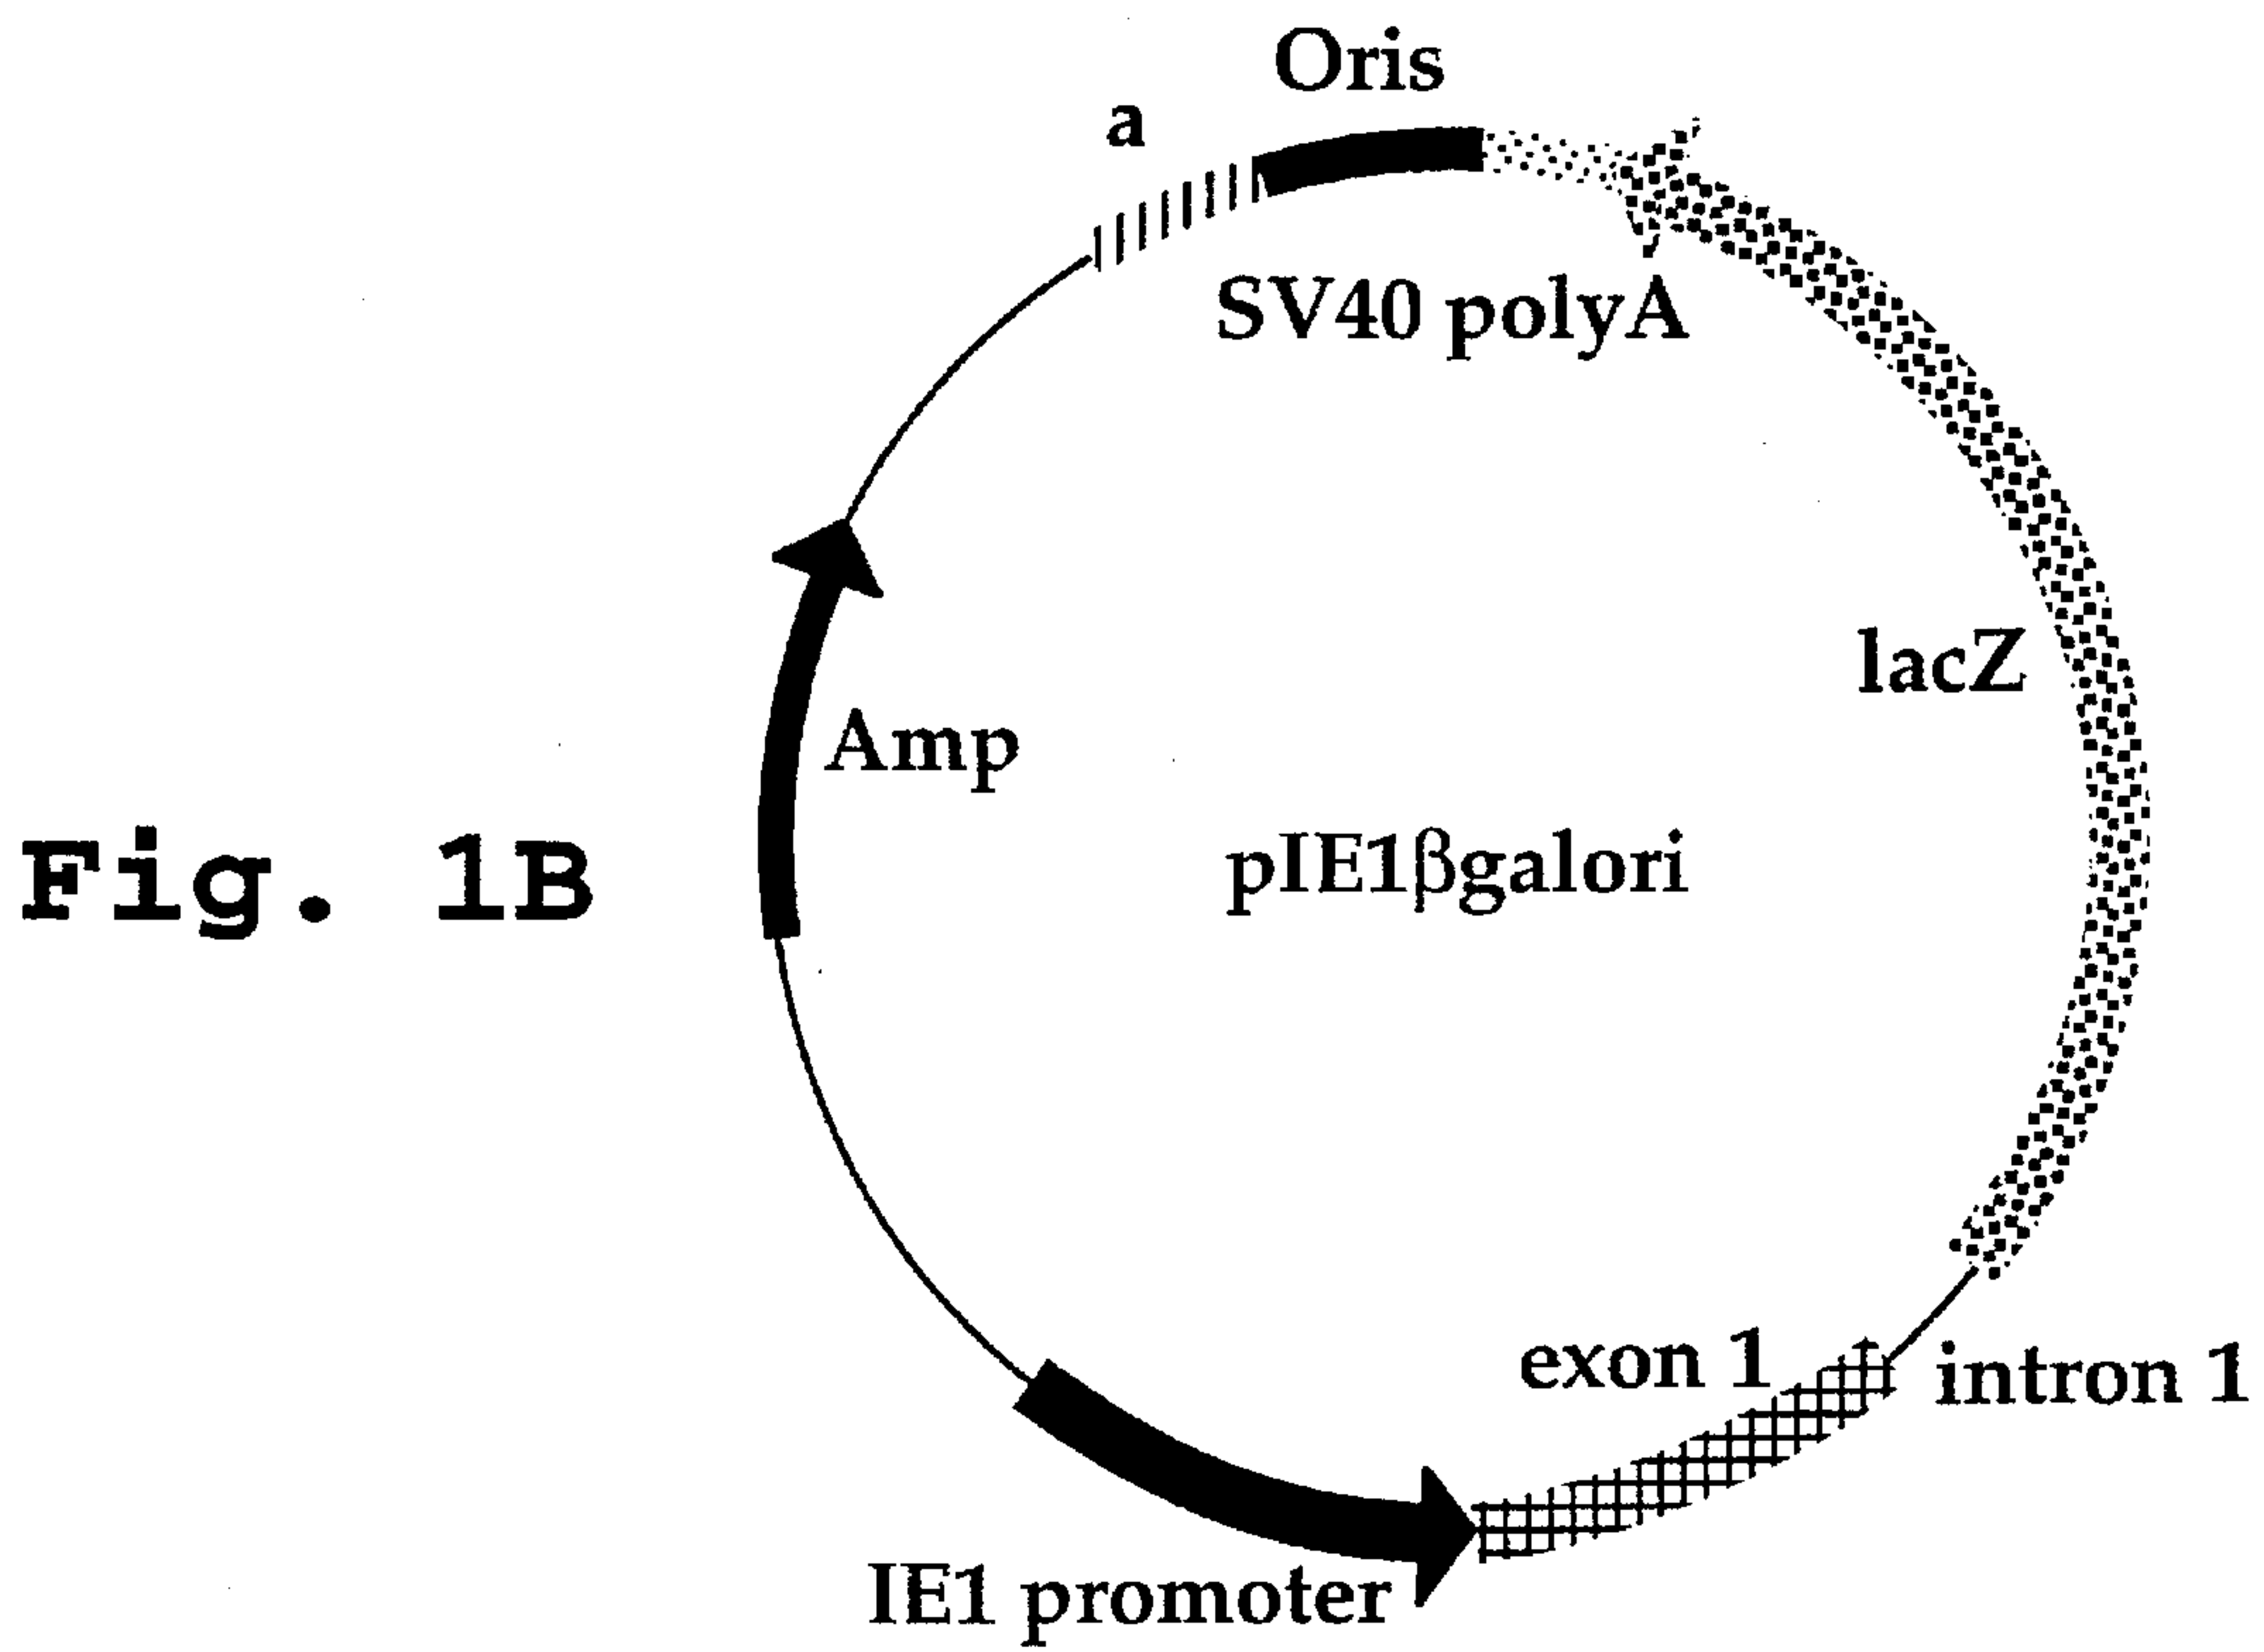 Oris
a
SV40 polyA
lacZ
Amp
pIE1βgalori
Fig. 1B
exon 1
intron 1
IE1 promoter